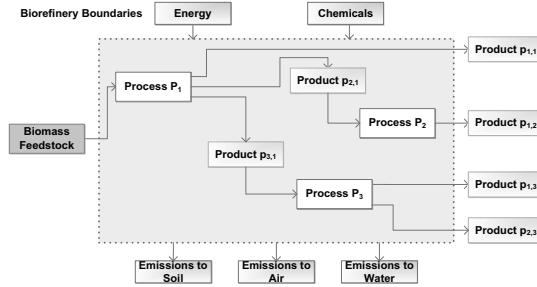 Biorefinery Boundaries
Energy
Chemicals
Product p1,1
Process P1
Product p2,1
Biomass
Feedstock
Process P2
Product p1,2
Product p3,1
Process P3
Product p1,3
Product p2,3
Emissions to
Soil
Emissions to
Air
Emissions to
Water